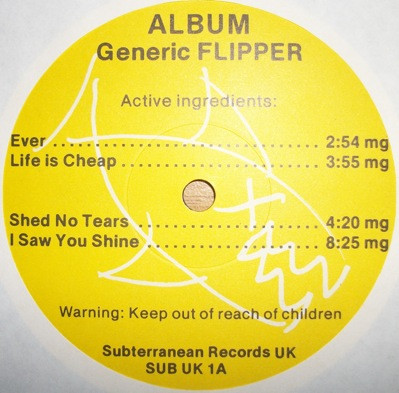 ALBUM
Generic FLIPPER
Active ingredients:
Ever ........................................ 2:54 mg
Life is Cheap .............................. 3:55 mg
Shed No Tears ............................ 4:20 mg
I Saw You Shine .......................... 8:25 mg
Warning: Keep out of reach of children
Subterranean Records UK
SUB UK 1A